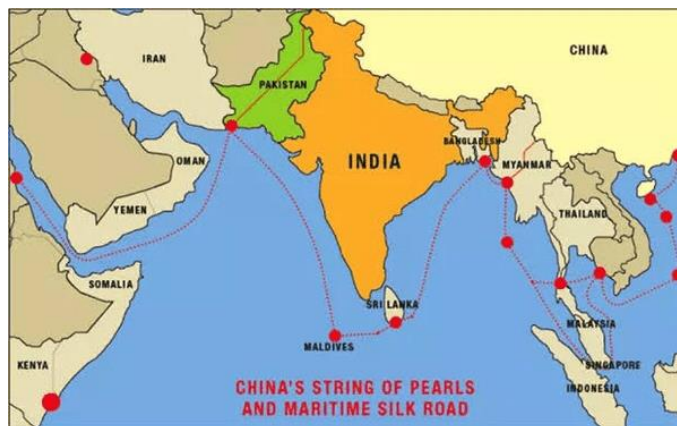 CHINA
IRAN
PAKISTAN
OMAN
INDIA
BANGLADESH
MYANMAR
YEMEN
THAILAND
SOMALIA
SRI LANKA
MALDIVES
MALAYSIA
KENYA
SINGAPORE
INDONESIA
CHINA'S STRING OF PEARLS
AND MARITIME SILK ROAD